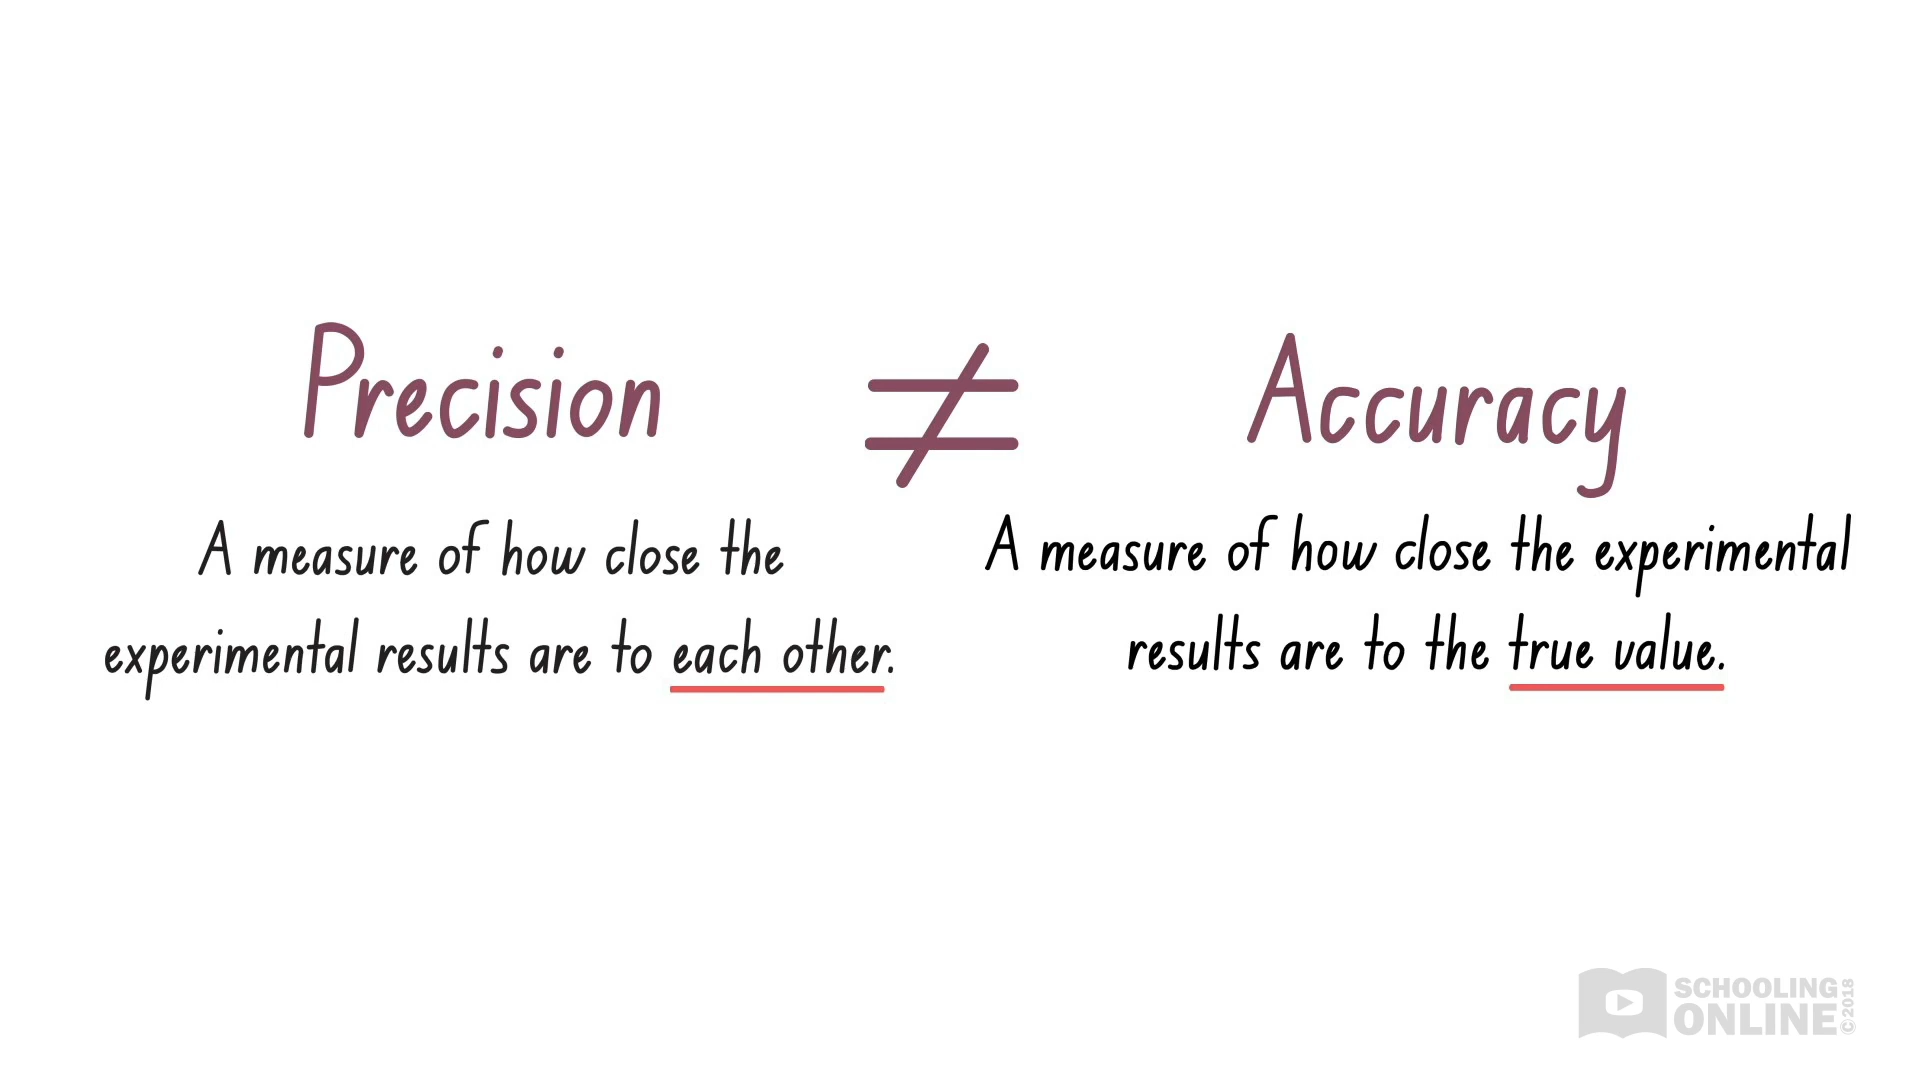 Precision ≠ Accuracy
A measure of how close the
experimental results are to each other.
A measure of how close the experimental
results are to the true value.
SCHOOLING
ONLINE
©2018